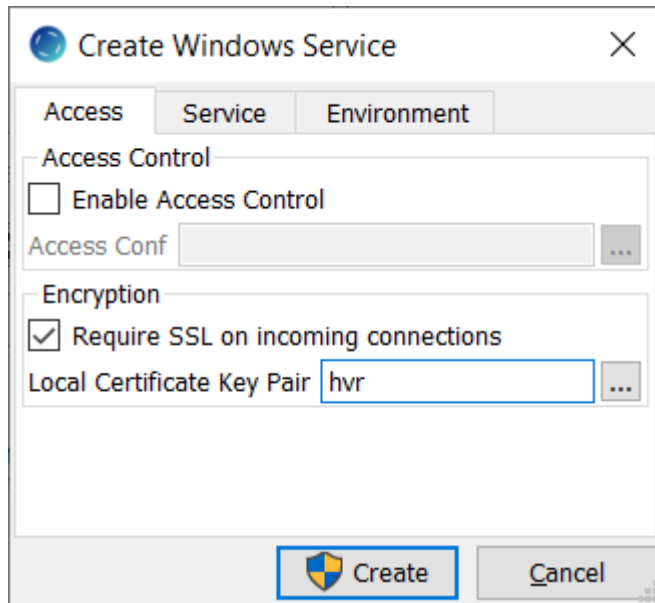 Create Windows Service
Access Service Environment
Access Control
Enable Access Control
Access Conf ...
Encryption
Require SSL on incoming connections
Local Certificate Key Pair hvr ...
Create Cancel